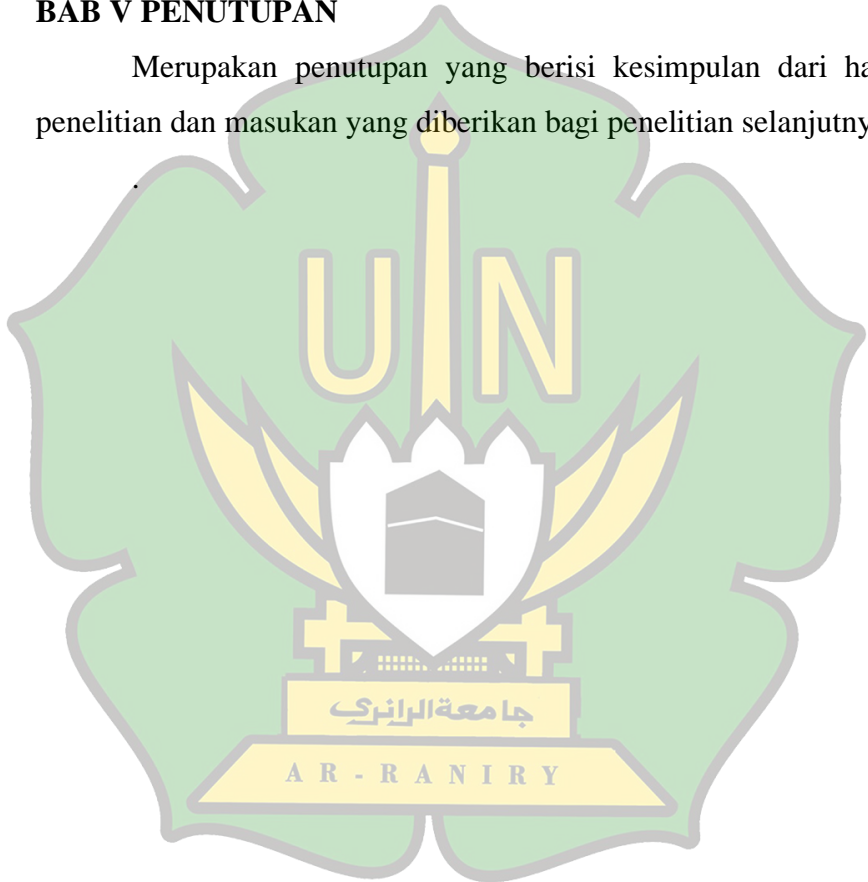 BAB V PENUTUPAN
Merupakan penutupan yang berisi kesimpulan dari ha
penelitian dan masukan yang diberikan bagi penelitian selanjutny
.
UIN
جامعةالرانري
AR-RANIRY